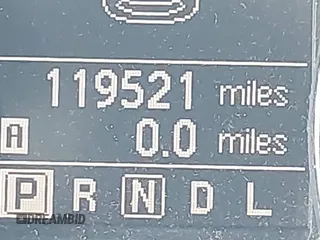 119521 miles
A 0.0 miles
P R N D L
DREAMBID